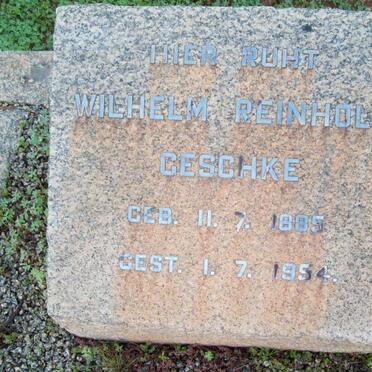 HIER RUHT
WILHELM REINHOL
GESCHKE
GEB. 11. 7. 1885
GEST. 1. 7. 1954.